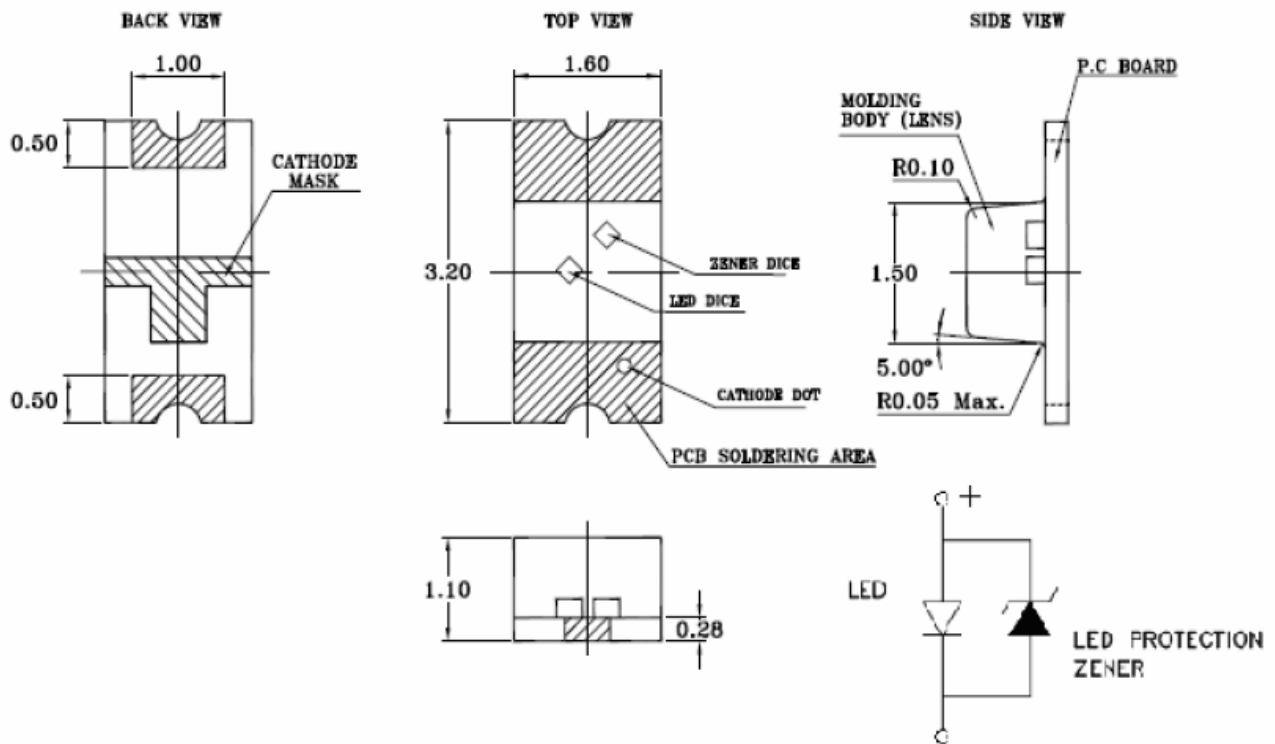 BACK VIEW
1.00
0.50
CATHODE
MASK
0.50
TOP VIEW
1.60
3.20
ZENER DICE
LED DICE
CATHODE DOT
PCB SOLDERING AREA
SIDE VIEW
P.C BOARD
MOLDING
BODY (LENS)
R0.10
1.50
5.00°
R0.05 Max.
1.10
0.28
+
LED
LED PROTECTION
ZENER